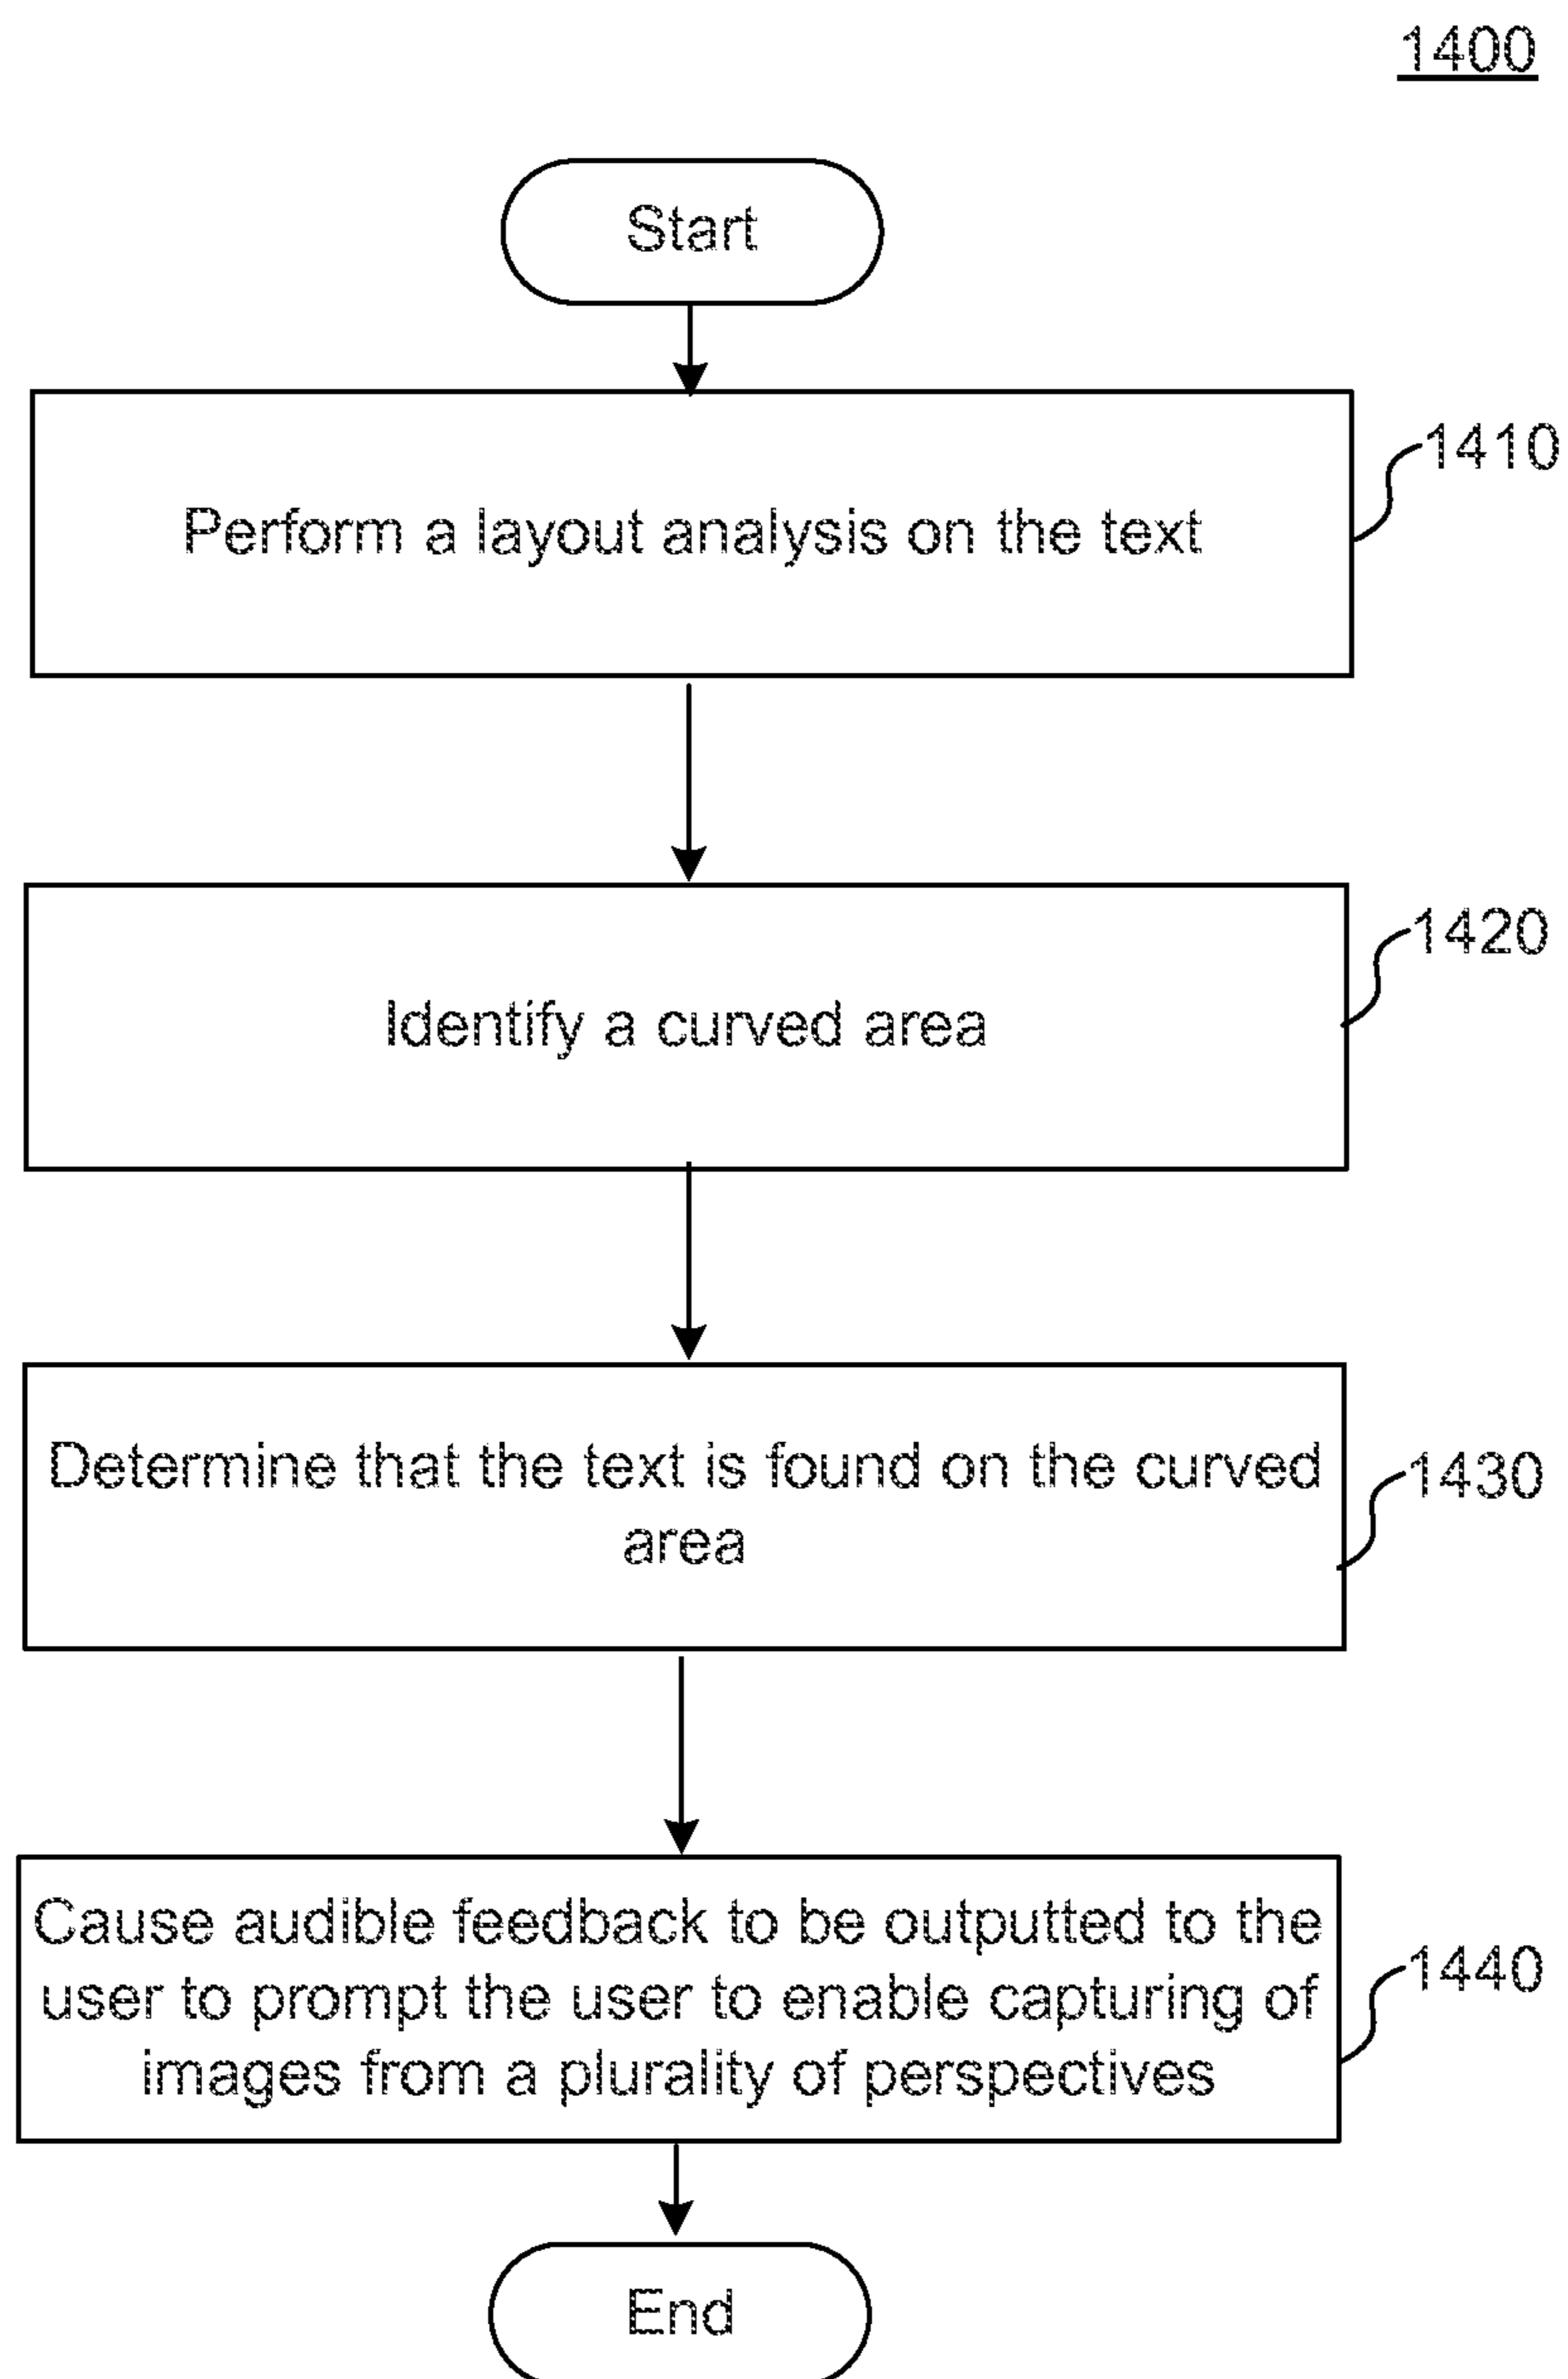 1400
Start
Perform a layout analysis on the text
1410
Identify a curved area
1420
Determine that the text is found on the curved
area
1430
Cause audible feedback to be outputted to the
user to prompt the user to enable capturing of
images from a plurality of perspectives
1440
End